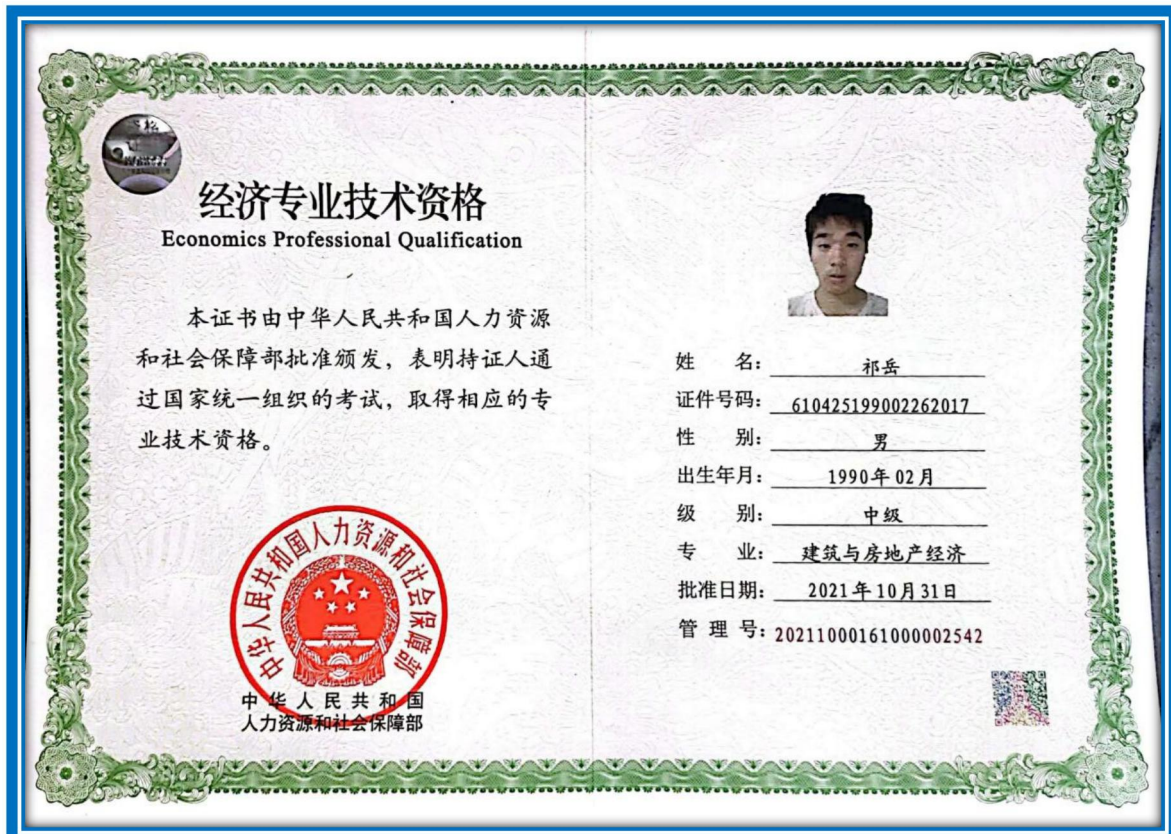 经济专业技术资格
Economics Professional Qualification
本证书由中华人民共和国人力资源
和社会保障部批准颁发，表明持证人通
过国家统一组织的考试，取得相应的专
业技术资格。
中华人民共和国人力资源和社会保障部
中华人民共和国
人力资源和社会保障部
姓 名： 祁岳
证件号码： 610425199002262017
性 别： 男
出生年月： 1990年02月
级 别： 中级
专 业： 建筑与房地产经济
批准日期： 2021年10月31日
管 理 号：20211000161000002542